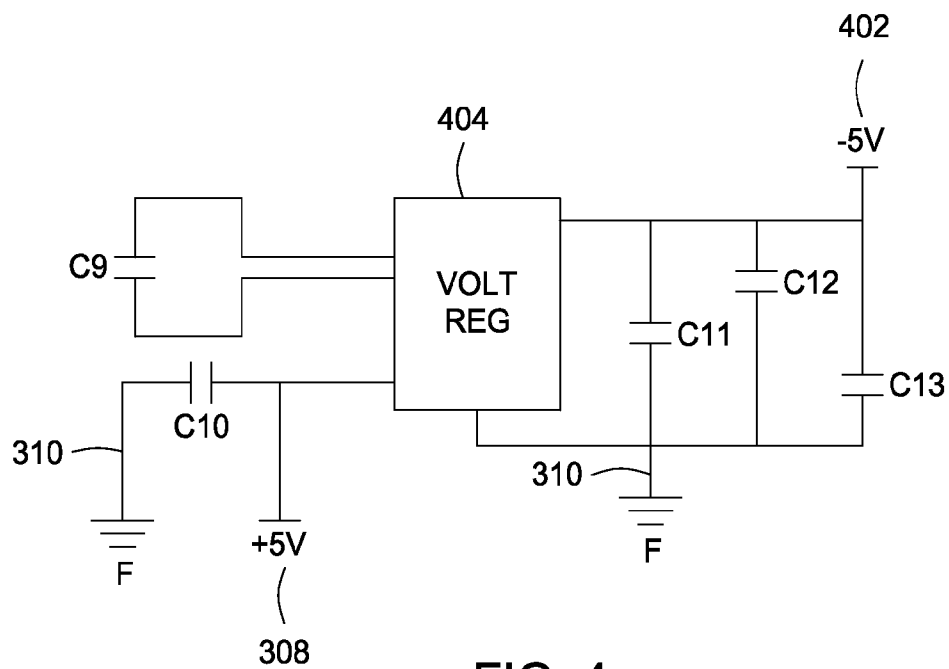 402
-5V
404
C9
VOLT
REG
C12
C11
C13
C10
310
310
F
+5V
F
308
FIG. 4